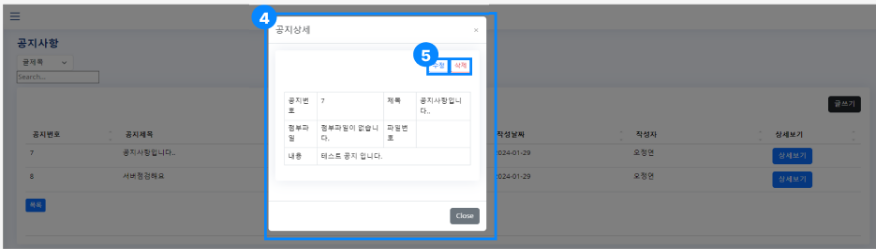 공지사항
글제목
Search...
글쓰기
공지번호 공지제목 작성날짜 작성자 상세보기
7 공지사항입니다.. 2024-01-29 오정연 상세보기
8 서버점검해요 2024-01-29 오정연 상세보기
목록
4
공지상세 ×
5
수정 삭제
공지번호 7 제목 공지사항입니다..
첨부파일 첨부파일이 없습니다. 파일번호
내용 테스트 공지 입니다.
Close